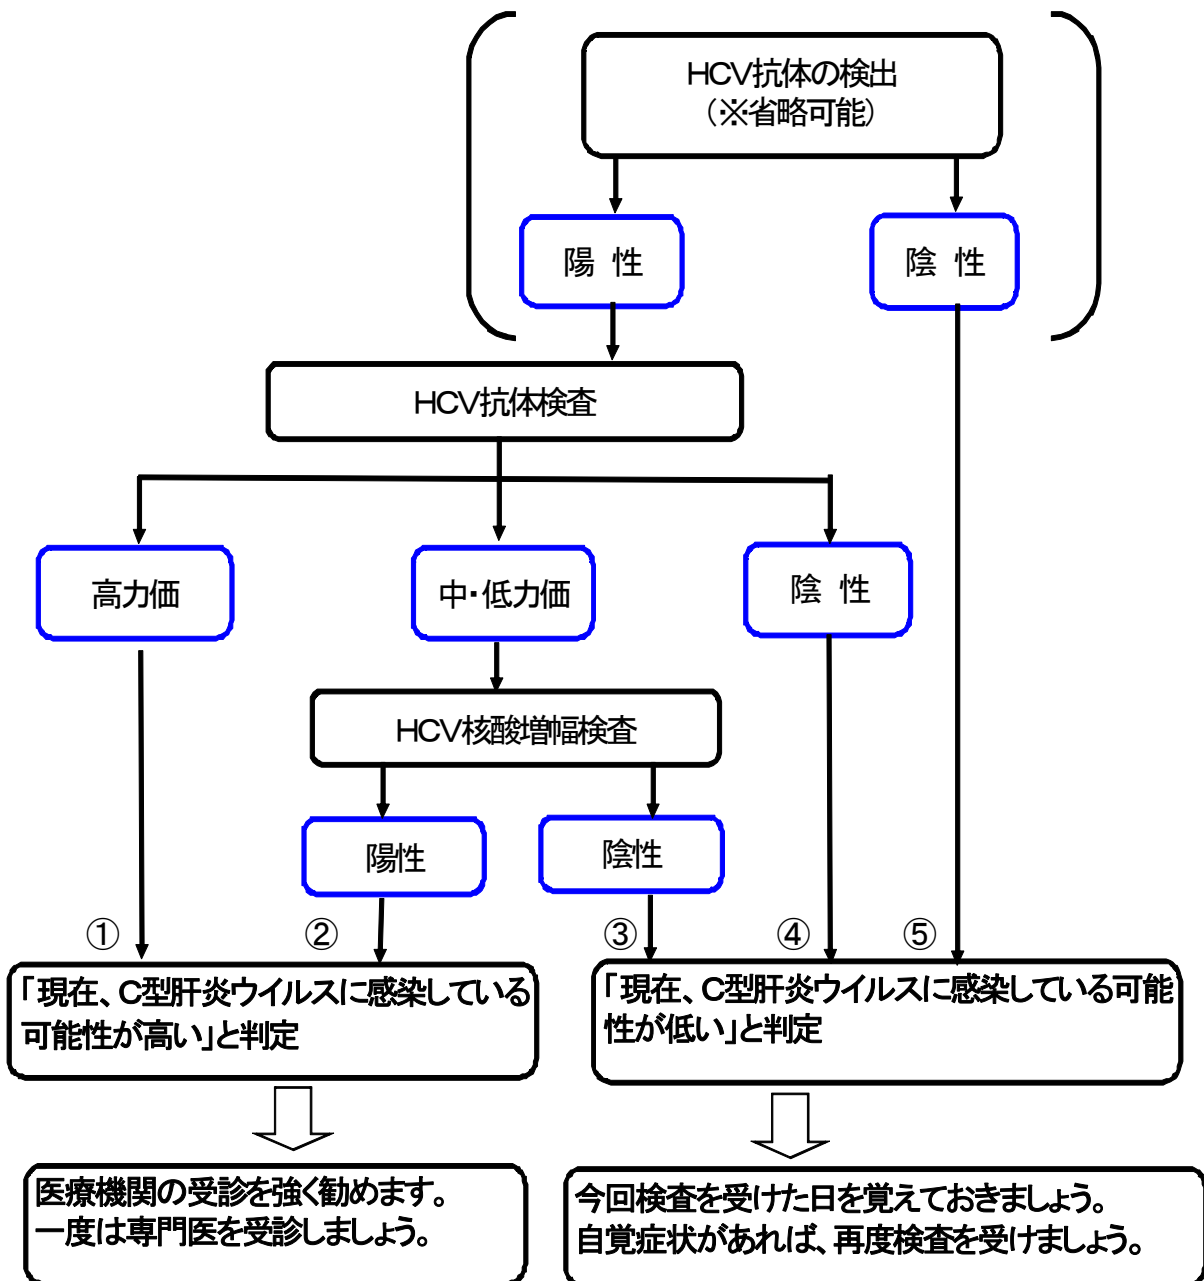 HCV抗体の検出
(※省略可能)
陽 性
陰 性
HCV抗体検査
高力価
中・低力価
陰 性
HCV核酸増幅検査
陽性
陰性
①
②
③
④
⑤
「現在、C型肝炎ウイルスに感染している
可能性が高い」と判定
「現在、C型肝炎ウイルスに感染している可能
性が低い」と判定
医療機関の受診を強く勧めます。
一度は専門医を受診しましょう。
今回検査を受けた日を覚えておきましょう。
自覚症状があれば、再度検査を受けましょう。